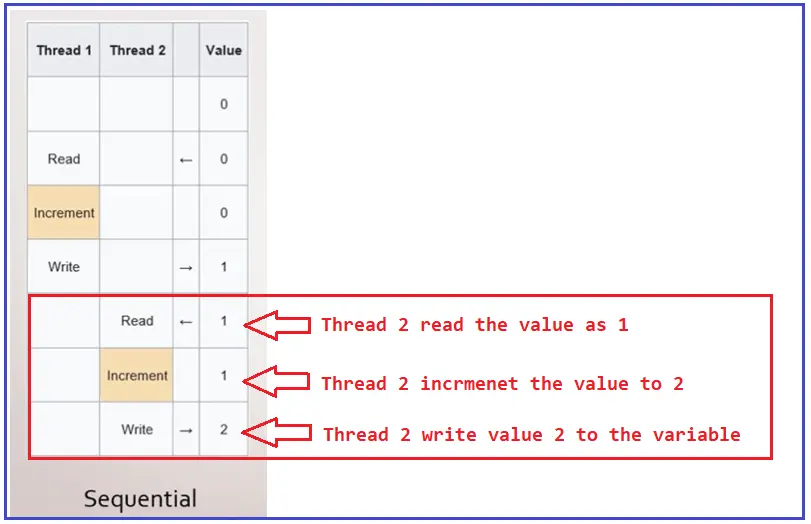 Thread 1 Thread 2 Value
0
Read ← 0
Increment 0
Write → 1
Read ← 1 Thread 2 read the value as 1
Increment 1 Thread 2 incrmenet the value to 2
Write → 2 Thread 2 write value 2 to the variable
Sequential